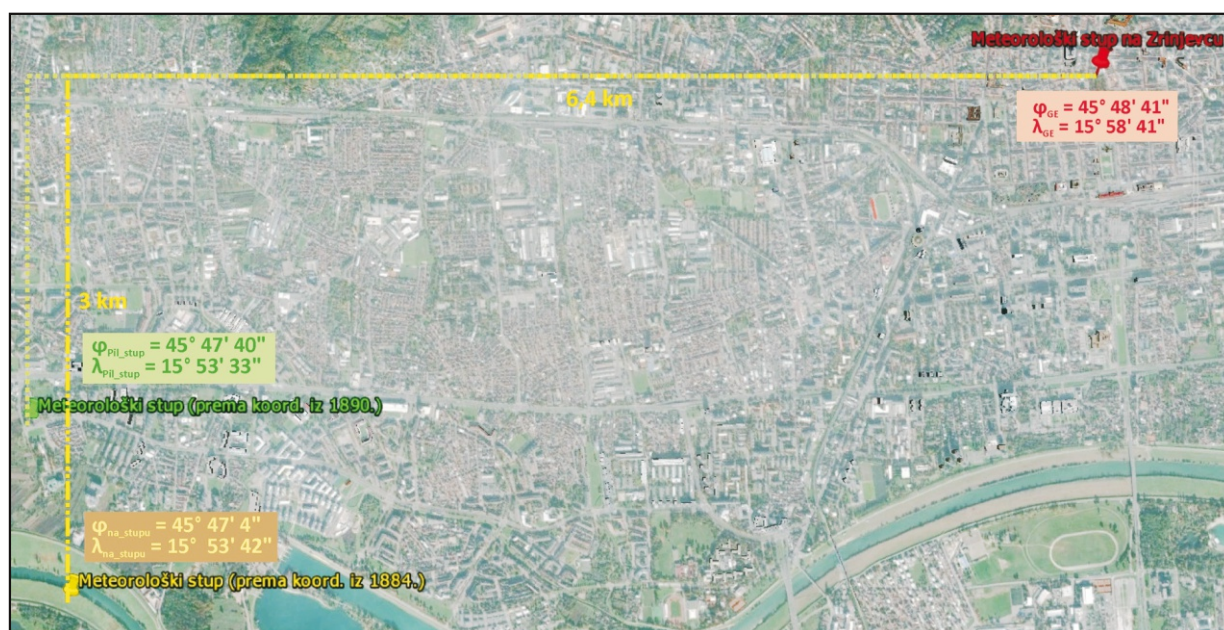 Meteorološki stup na Zrinjevcu
6,4 km
φGE = 45° 48' 41"
λGE = 15° 58' 41"
3 km
φPil_stup = 45° 47' 40"
λPil_stup = 15° 53' 33"
Meteorološki stup (prema koord. iz 1890.)
φna_stupu = 45° 47' 4"
λna_stupu = 15° 53' 42"
Meteorološki stup (prema koord. iz 1884.)